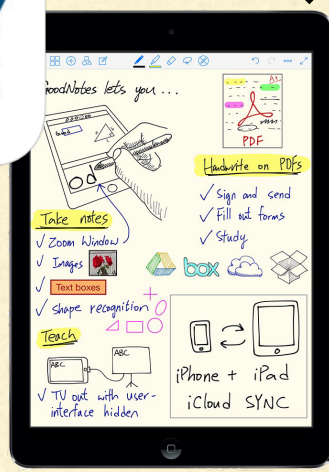 GoodNotes lets you ...
A+
PDF
Handwrite on PDFs
✓ Sign and send
✓ Fill out forms
✓ Study
Take notes
✓ Zoom Window
✓ Images
✓ Text boxes
✓ shape recognition
box
Teach
ABC
ABC
✓ TV out with user-
interface hidden
iPhone + iPad
iCloud SYNC